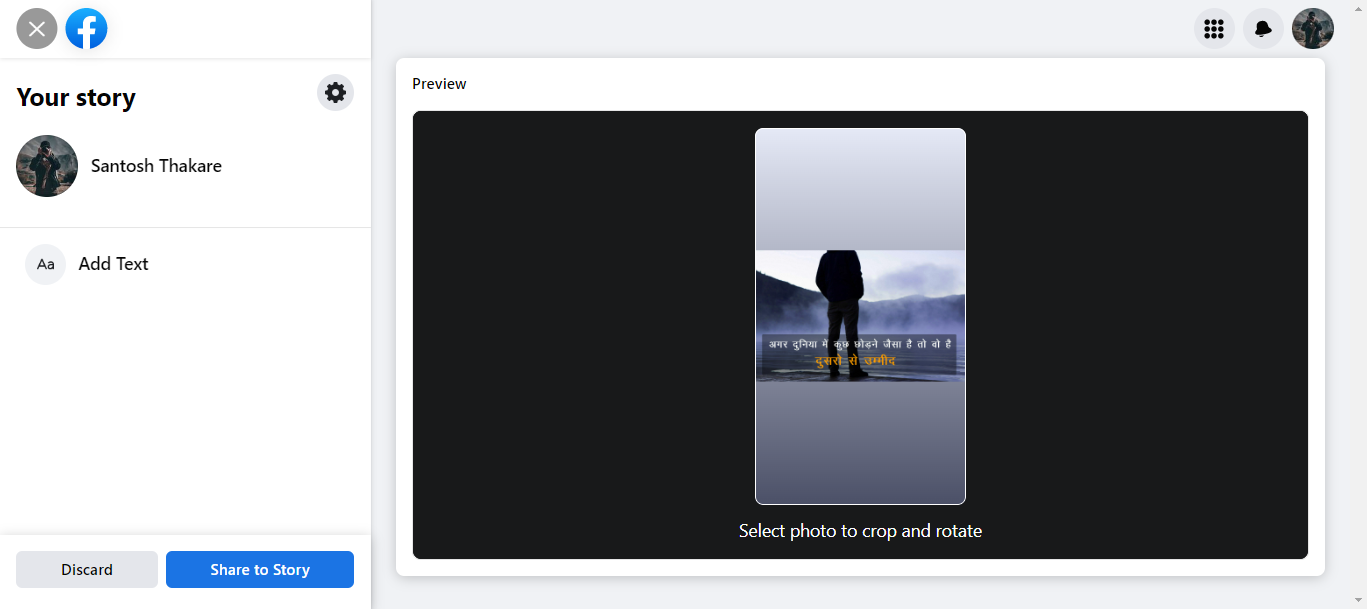 Your story
Santosh Thakare
Aa
Add Text
Discard
Share to Story
Preview
अगर दुनिया में कुछ छोड़ने जैसा है तो वो है
दुसरो से उम्मीद
Select photo to crop and rotate